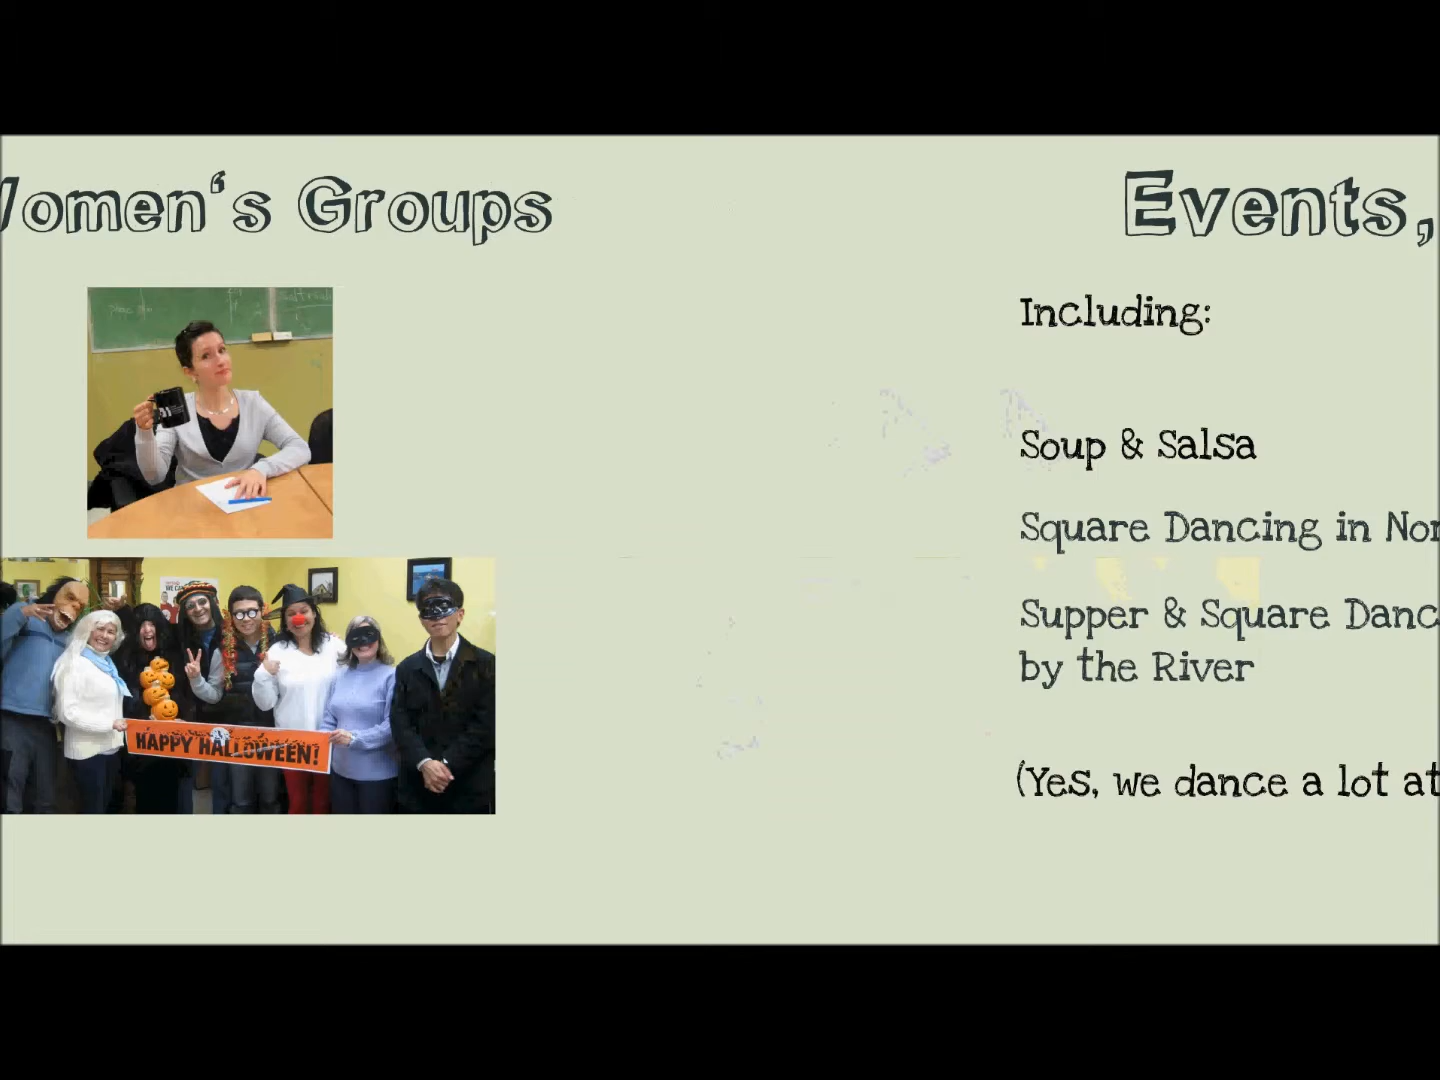 Women's Groups
Events,
Including:
Soup & Salsa
Square Dancing in Nor
Supper & Square Danc
by the River
(Yes, we dance a lot at
HAPPY HALLOWEEN!